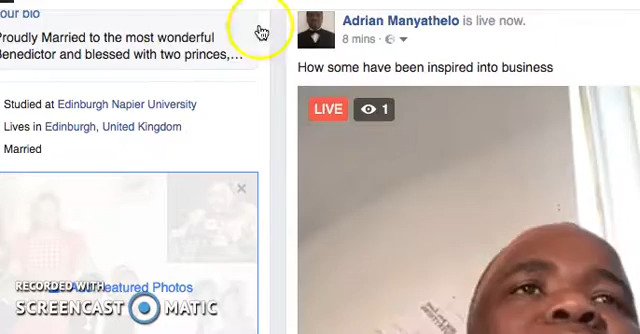 our bio
Proudly Married to the most wonderful
Benedictor and blessed with two princes,...
Studied at Edinburgh Napier University
Lives in Edinburgh, United Kingdom
Married
Featured Photos
RECORDED WITH
SCREENCAST MATIC
Adrian Manyathelo is live now.
8 mins
How some have been inspired into business
LIVE 1